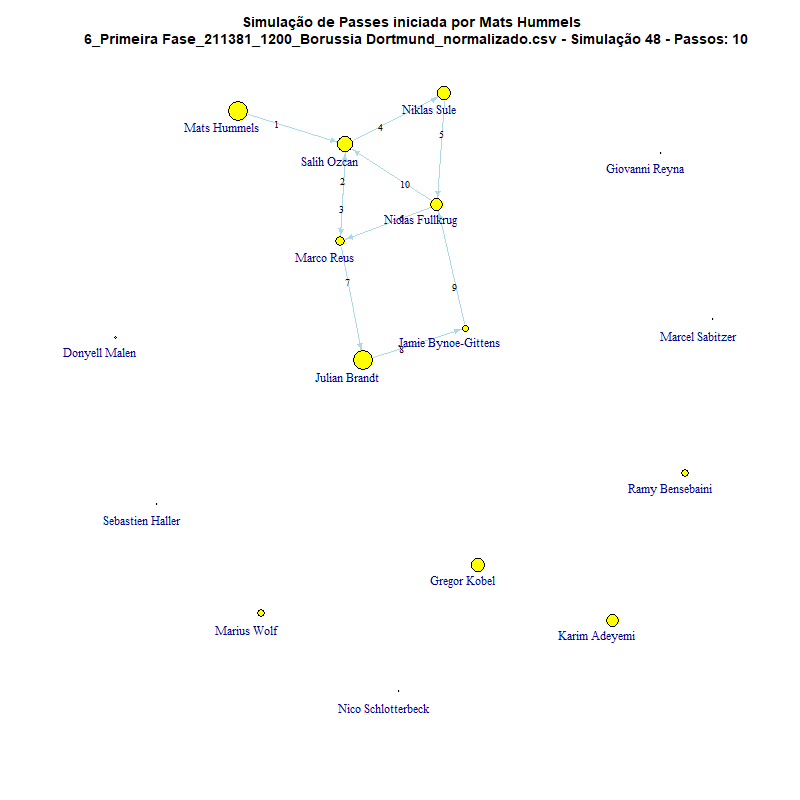 Simulação de Passes iniciada por Mats Hummels
6_Primeira Fase_211381_1200_Borussia Dortmund_normalizado.csv - Simulação 48 - Passos: 10
Niklas Sule
Mats Hummels
1
4
5
Salih Ozcan
Giovanni Reyna
2
10
3
Niclas Fullkrug
6
Marco Reus
7
9
Marcel Sabitzer
Jamie Bynoe-Gittens
8
Donyell Malen
Julian Brandt
Ramy Bensebaini
Sebastien Haller
Gregor Kobel
Marius Wolf
Karim Adeyemi
Nico Schlotterbeck